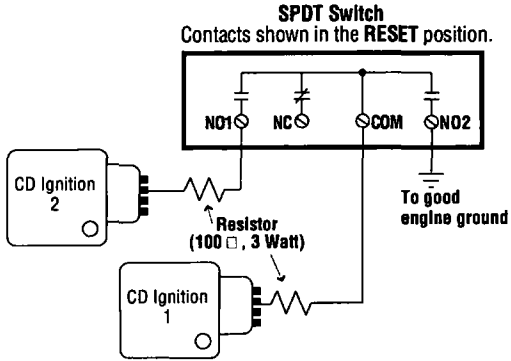 SPDT Switch
Contacts shown in the RESET position.
NO1 NC COM NO2
CD Ignition
2
To good
engine ground
Resistor
(100 □, 3 Watt)
CD Ignition
1